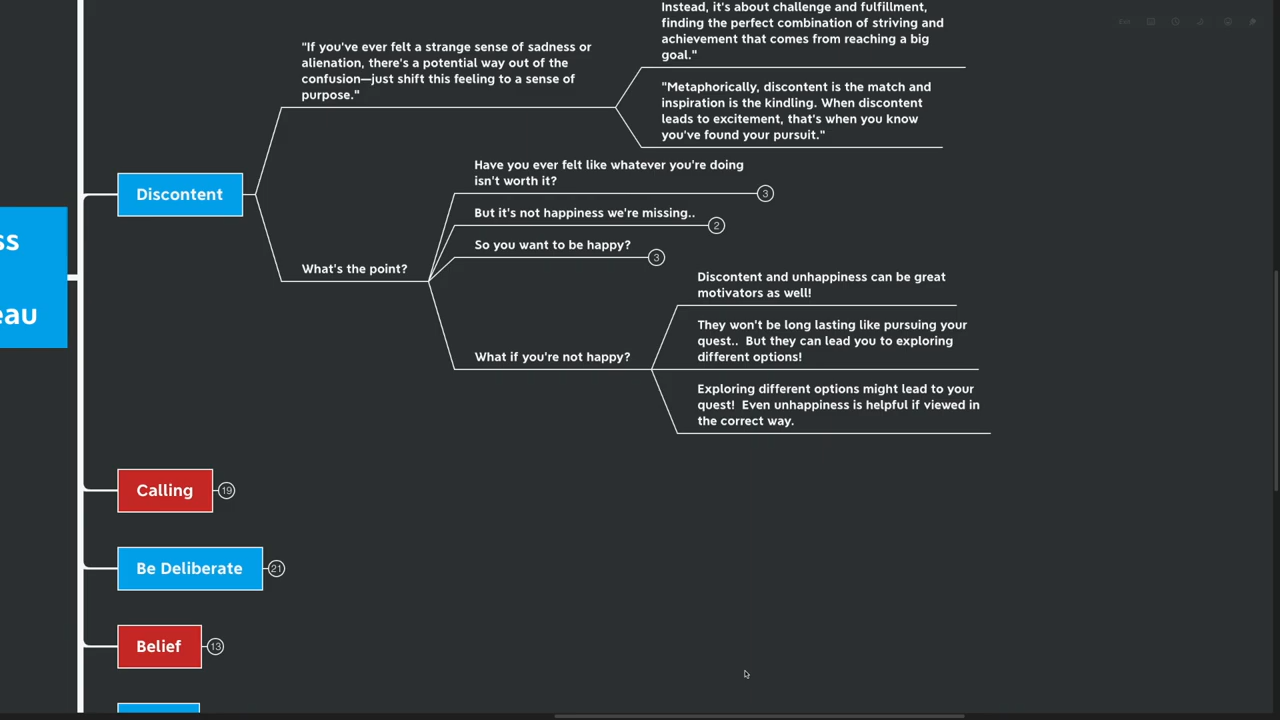 Instead, it's about challenge and fulfillment,
finding the perfect combination of striving and
achievement that comes from reaching a big
goal."
"If you've ever felt a strange sense of sadness or
alienation, there's a potential way out of the
confusion—just shift this feeling to a sense of
purpose."
"Metaphorically, discontent is the match and
inspiration is the kindling. When discontent
leads to excitement, that's when you know
you've found your pursuit."
Discontent
Have you ever felt like whatever you're doing
isn't worth it?
3
But it's not happiness we're missing..
2
So you want to be happy?
3
What's the point?
Discontent and unhappiness can be great
motivators as well!
They won't be long lasting like pursuing your
quest..  But they can lead you to exploring
different options!
What if you're not happy?
Exploring different options might lead to your
quest!  Even unhappiness is helpful if viewed in
the correct way.
ss
eau
Calling
19
Be Deliberate
21
Belief
13